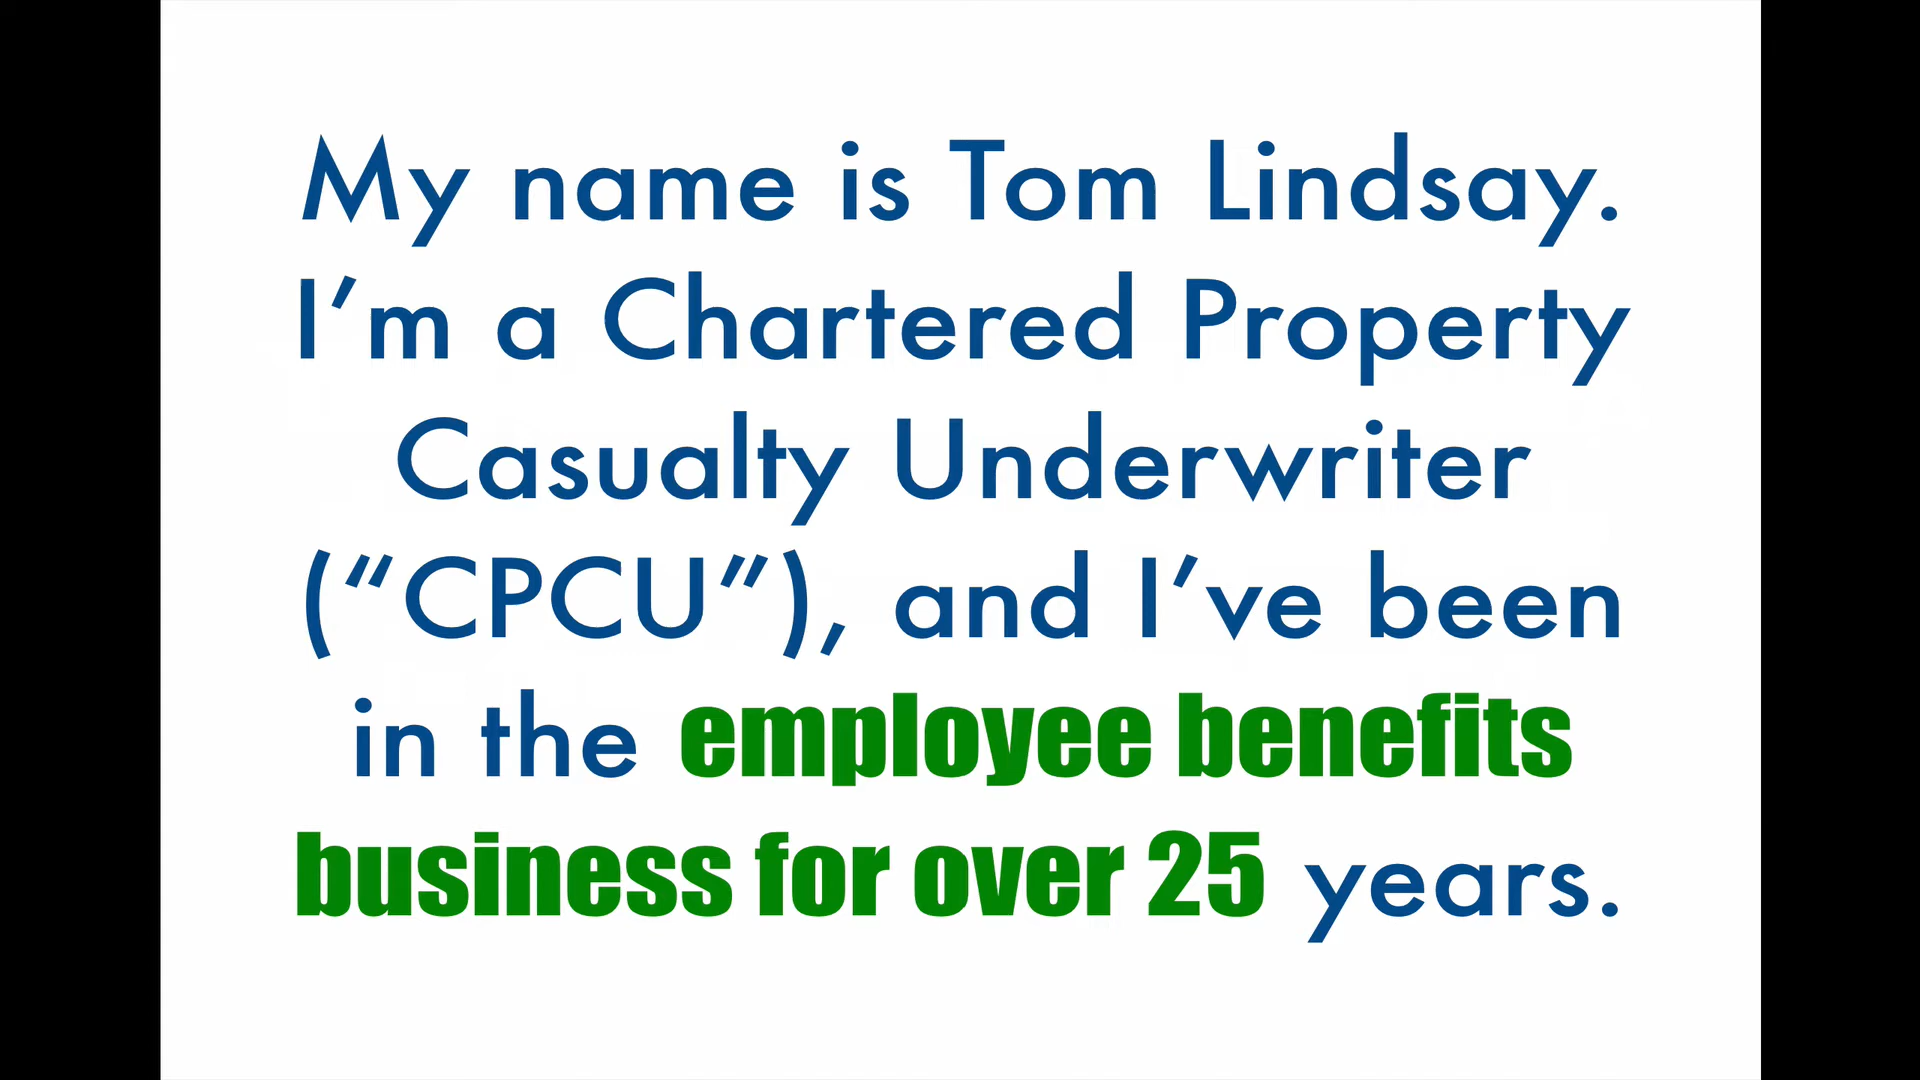 My name is Tom Lindsay.
I’m a Chartered Property
Casualty Underwriter
(“CPCU”), and I’ve been
in the employee benefits
business for over 25 years.